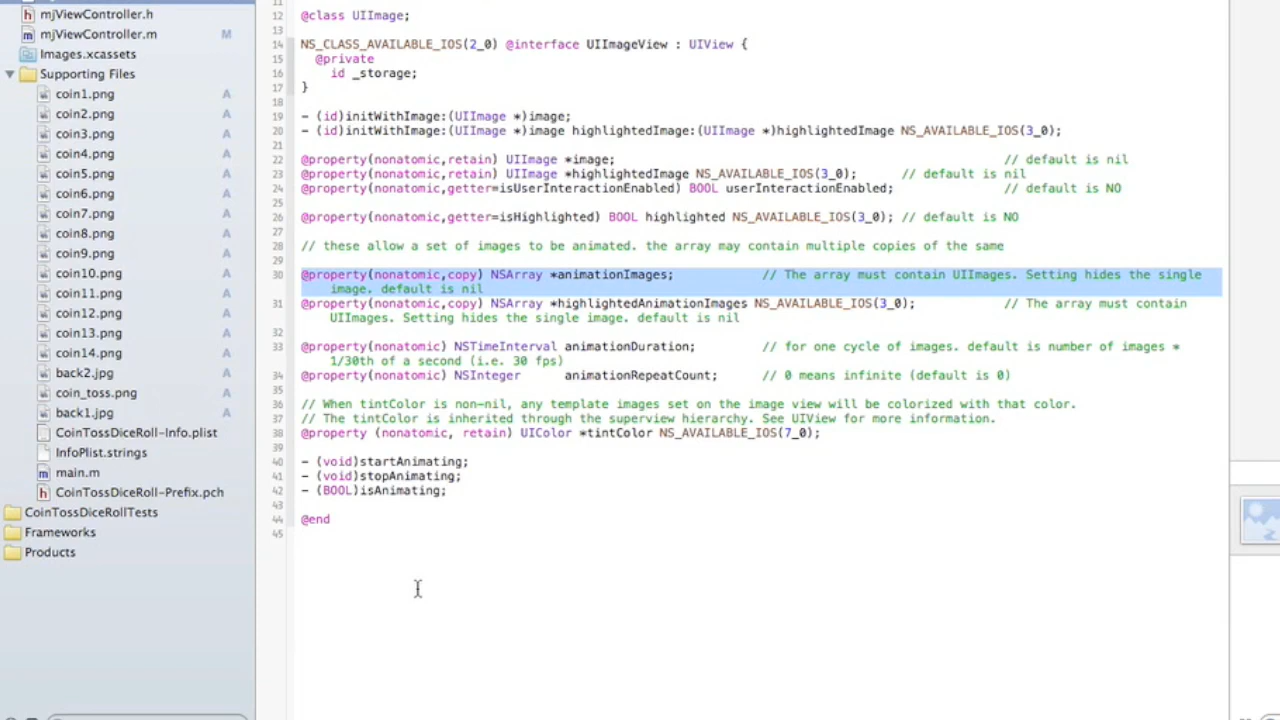 mjViewController.h
mjViewController.m M
Images.xcassets
Supporting Files
coin1.png A
coin2.png A
coin3.png A
coin4.png A
coin5.png A
coin6.png A
coin7.png A
coin8.png A
coin9.png A
coin10.png A
coin11.png A
coin12.png A
coin13.png A
coin14.png A
back2.jpg A
coin_toss.png A
back1.jpg A
CoinTossDiceRoll-Info.plist
InfoPlist.strings
main.m
CoinTossDiceRoll-Prefix.pch
CoinTossDiceRollTests
Frameworks
Products
11
12 @class UIImage;
13
14 NS_CLASS_AVAILABLE_IOS(2_0) @interface UIImageView : UIView {
15 @private
16 id _storage;
17 }
18
19 - (id)initWithImage:(UIImage *)image;
20 - (id)initWithImage:(UIImage *)image highlightedImage:(UIImage *)highlightedImage NS_AVAILABLE_IOS(3_0);
21
22 @property(nonatomic,retain) UIImage *image; // default is nil
23 @property(nonatomic,retain) UIImage *highlightedImage NS_AVAILABLE_IOS(3_0); // default is nil
24 @property(nonatomic,getter=isUserInteractionEnabled) BOOL userInteractionEnabled; // default is NO
25
26 @property(nonatomic,getter=isHighlighted) BOOL highlighted NS_AVAILABLE_IOS(3_0); // default is NO
27
28 // these allow a set of images to be animated. the array may contain multiple copies of the same
29
30 @property(nonatomic,copy) NSArray *animationImages; // The array must contain UIImages. Setting hides the single
image. default is nil
31 @property(nonatomic,copy) NSArray *highlightedAnimationImages NS_AVAILABLE_IOS(3_0); // The array must contain
UIImages. Setting hides the single image. default is nil
32
33 @property(nonatomic) NSTimeInterval animationDuration; // for one cycle of images. default is number of images *
1/30th of a second (i.e. 30 fps)
34 @property(nonatomic) NSInteger animationRepeatCount; // 0 means infinite (default is 0)
35
36 // When tintColor is non-nil, any template images set on the image view will be colorized with that color.
37 // The tintColor is inherited through the superview hierarchy. See UIView for more information.
38 @property (nonatomic, retain) UIColor *tintColor NS_AVAILABLE_IOS(7_0);
39
40 - (void)startAnimating;
41 - (void)stopAnimating;
42 - (BOOL)isAnimating;
43
44 @end
45